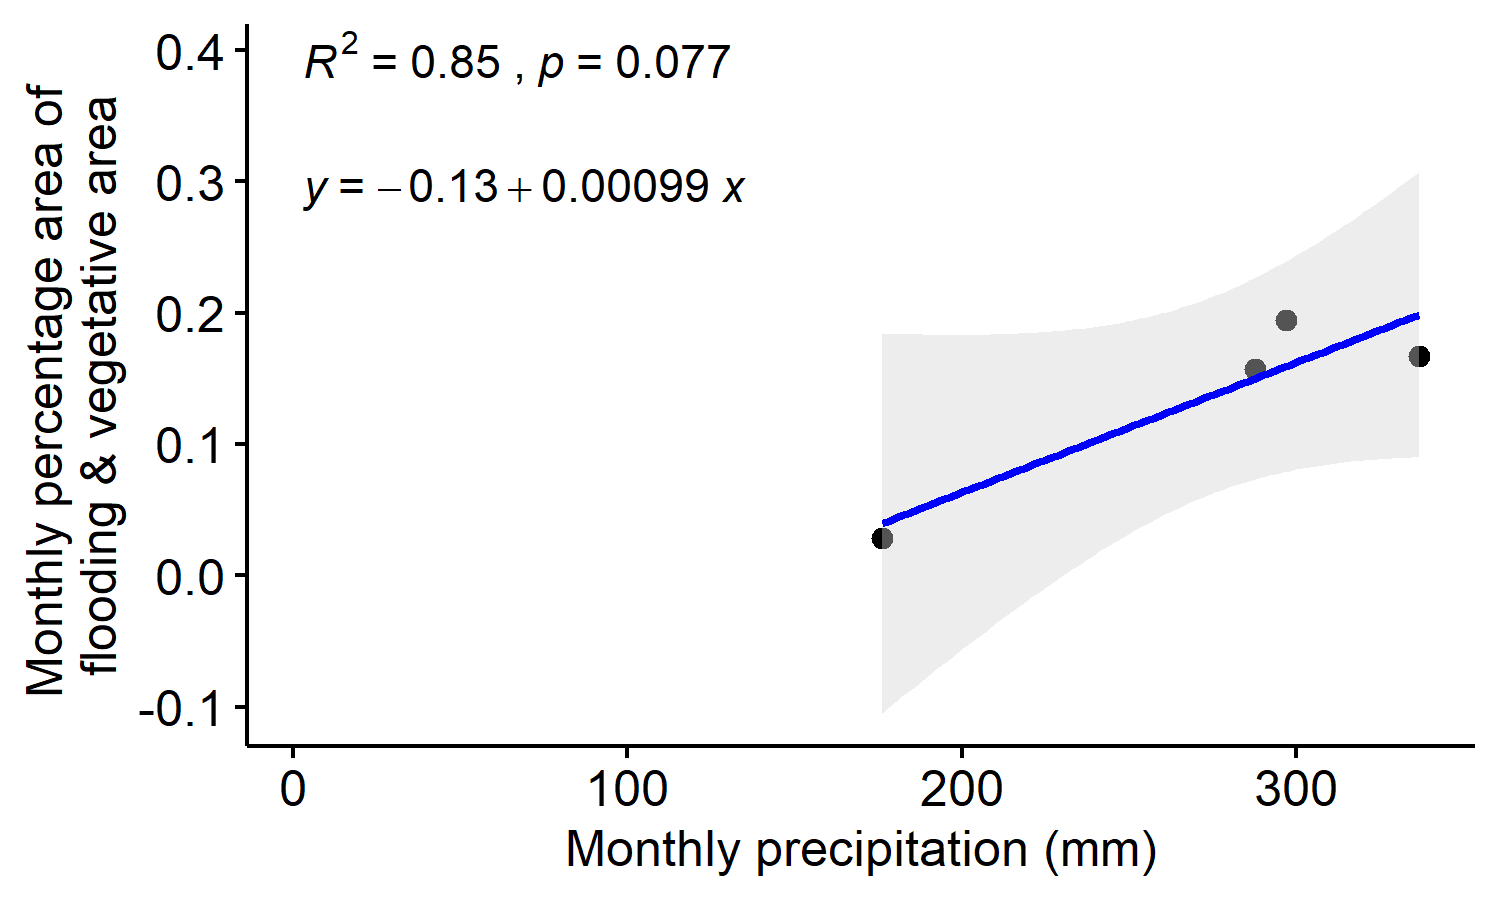 R² = 0.85 , p = 0.077
y = −0.13 + 0.00099 x
0.4
0.3
0.2
0.1
0.0
-0.1
Monthly percentage area of
flooding & vegetative area
0 100 200 300
Monthly precipitation (mm)